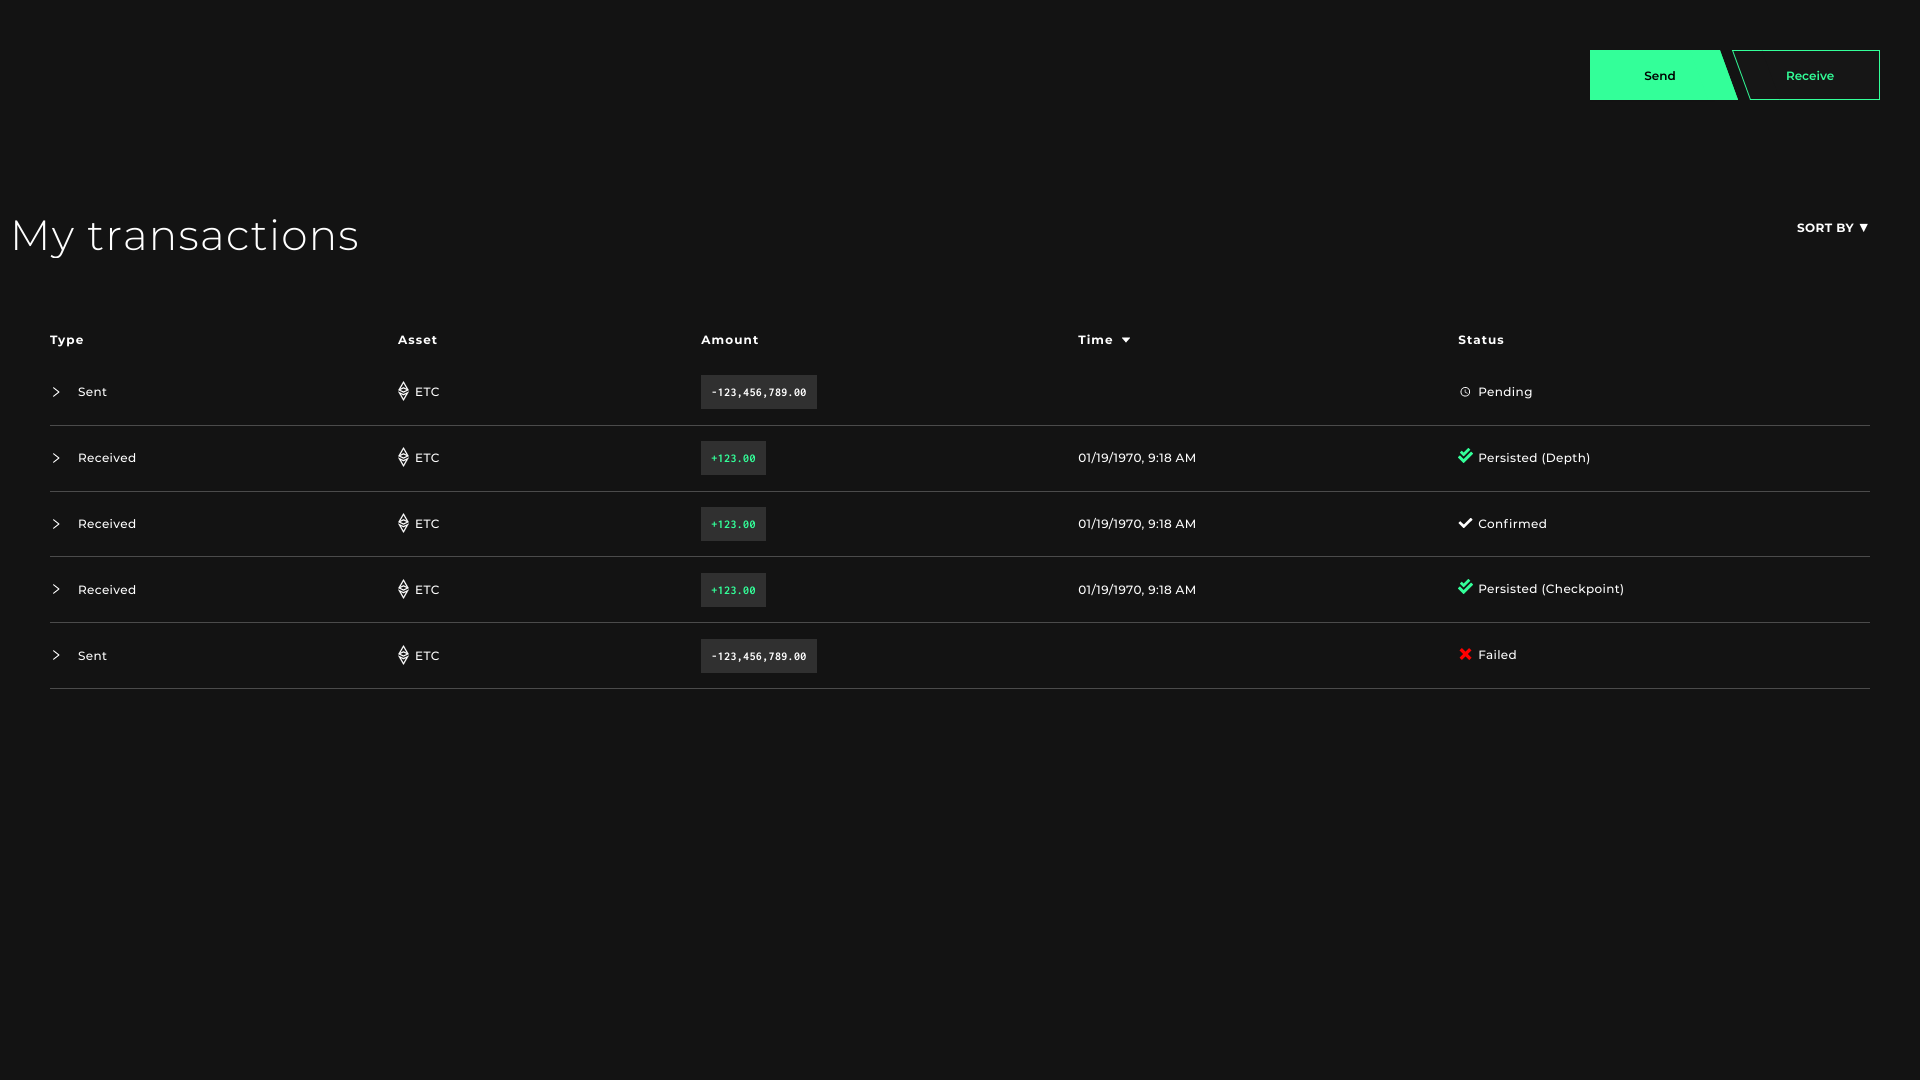 Send
Receive
My transactions
SORT BY ▼
Type Asset Amount Time Status
Sent ETC -123,456,789.00 Pending
Received ETC +123.00 01/19/1970, 9:18 AM Persisted (Depth)
Received ETC +123.00 01/19/1970, 9:18 AM Confirmed
Received ETC +123.00 01/19/1970, 9:18 AM Persisted (Checkpoint)
Sent ETC -123,456,789.00 Failed